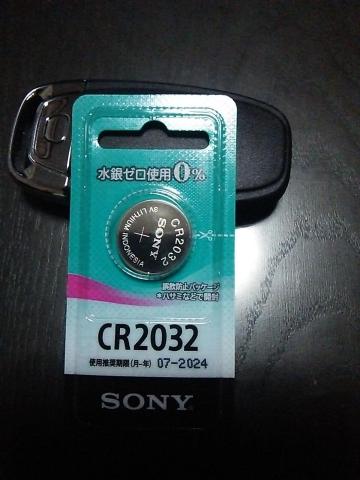 水銀ゼロ使用0%
CR2032
SONY
3V LITHIUM
INDONESIA
誤飲防止パッケージ
*ハサミなどで開封
CR2032
使用推奨期限(月-年) 07-2024
SONY